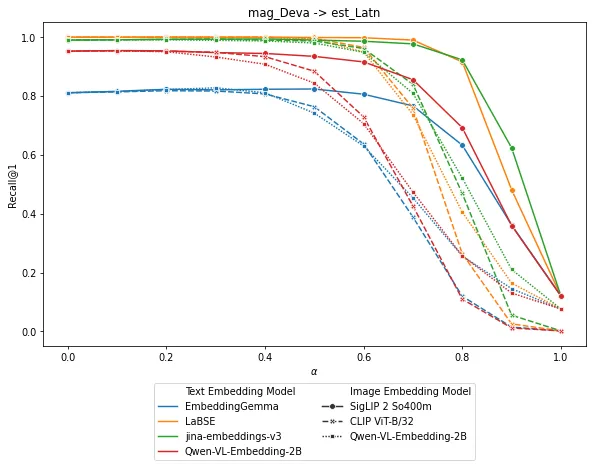 mag_Deva -> est_Latn
1.0
0.8
0.6
0.4
0.2
0.0
Recall@1
0.0 0.2 0.4 0.6 0.8 1.0
α
Text Embedding Model
EmbeddingGemma
LaBSE
jina-embeddings-v3
Qwen-VL-Embedding-2B
Image Embedding Model
SigLIP 2 So400m
CLIP ViT-B/32
Qwen-VL-Embedding-2B